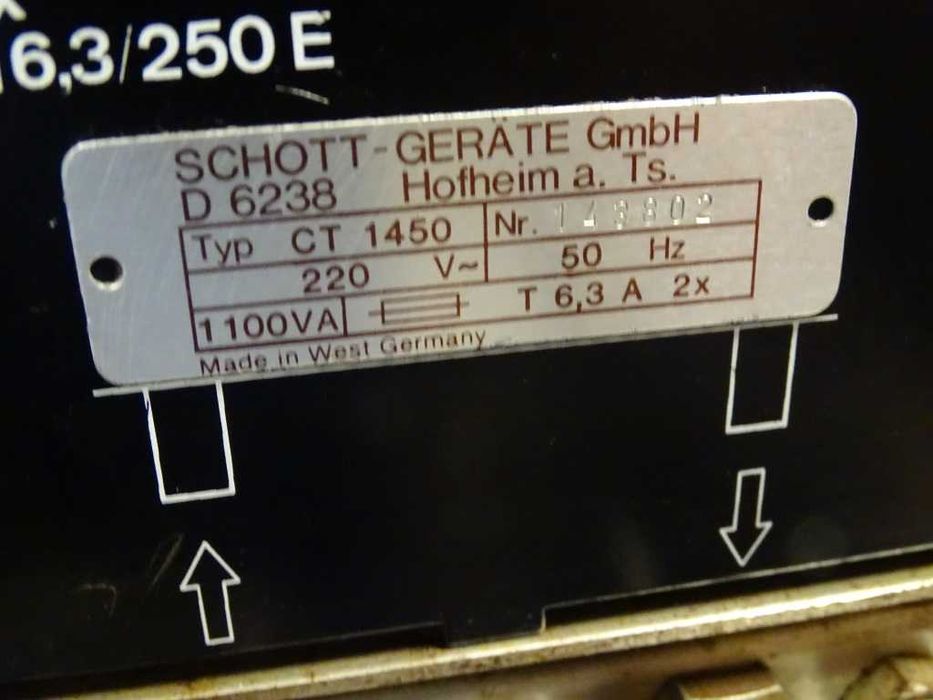 6,3/250 E
SCHOTT-GERÄTE GmbH
D 6238 Hofheim a. Ts.
Typ CT 1450 Nr.
220 V~ 50 Hz
1100VA T 6,3 A 2x
Made in West Germany